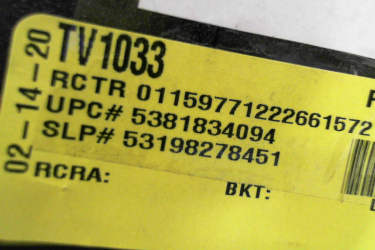 02-14-20
TV1033
RCTR 01159771222661572
UPC# 5381834094
SLP# 53198278451
RCRA:
BKT: